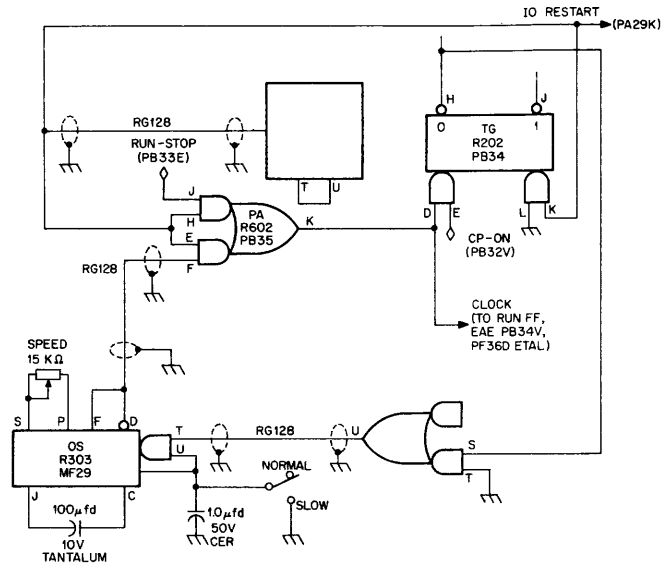 IO RESTART
(PA29K)
H
J
0
1
TG
R202
PB34
RG128
RUN-STOP
(PB33E)
T U
J
H
E
F
PA
R602
PB35
K
D E
L K
CP-ON
(PB32V)
RG128
CLOCK
(TO RUN FF,
EAE PB34V,
PF36D ETAL)
SPEED
15 KΩ
S P F D
OS
R303
MF29
T
U
RG128
U
S
T
J C
100μfd
10V
TANTALUM
1.0μfd
50V
CER
NORMAL
SLOW